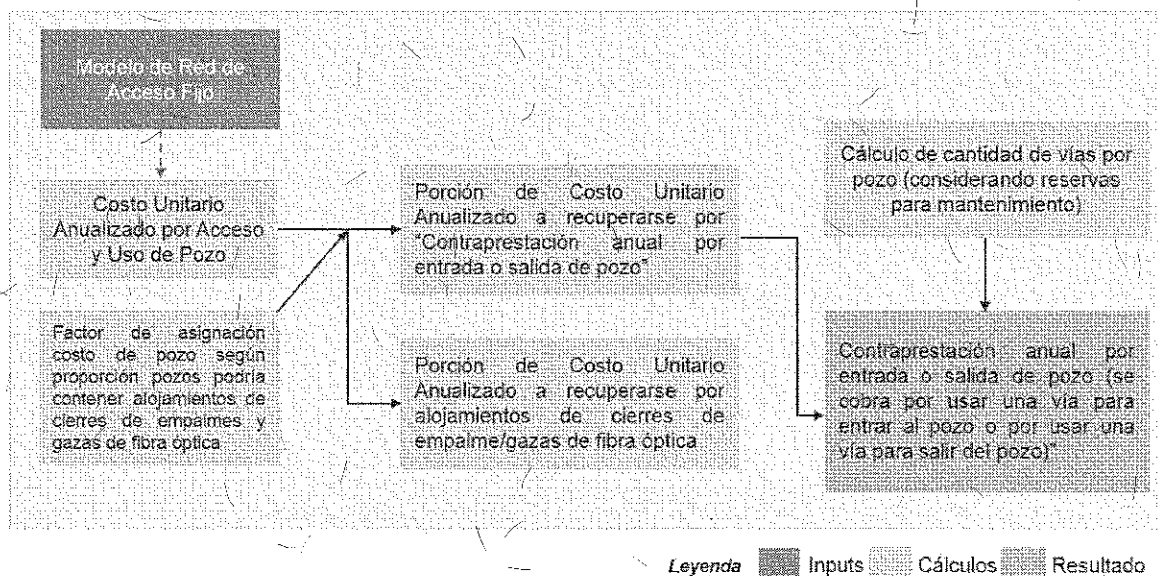 Modelo de Red de
Acceso Fijo
Costo Unitario
Anualizado por Acceso
y Uso de Pozo
Factor de asignación
costo de pozo según
proporción pozos podría
contener alojamientos de
cierres de empalmes y
gazas de fibra óptica
Porción de Costo Unitario
Anualizado a recuperarse por
"Contraprestación anual por
entrada o salida de pozo"
Porción de Costo Unitario
Anualizado a recuperarse por
alojamientos de cierres de
empalme/gazas de fibra óptica
Cálculo de cantidad de vías por
pozo (considerando reservas
para mantenimiento)
Contraprestación anual por
entrada o salida de pozo (se
cobra por usar una vía para
entrar al pozo o por usar una
vía para salir del pozo)"
Leyenda Inputs Cálculos Resultado